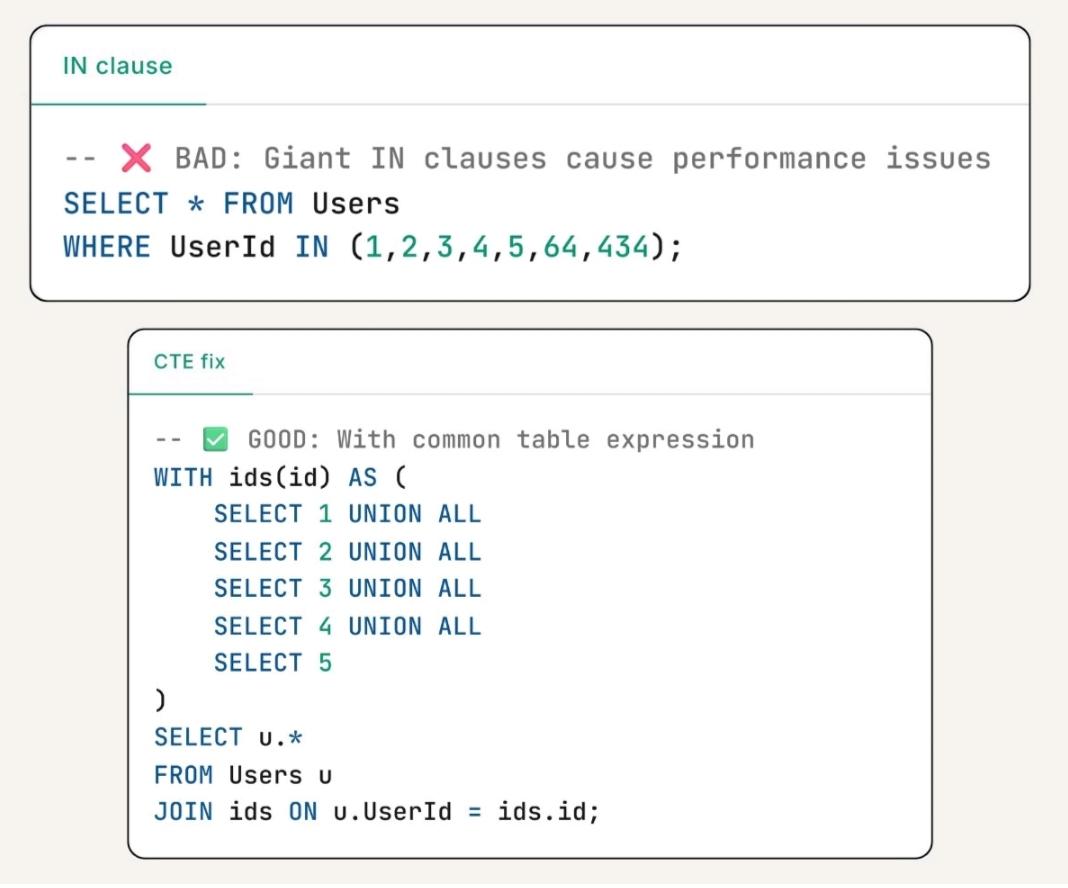 IN clause
-- ❌ BAD: Giant IN clauses cause performance issues
SELECT * FROM Users
WHERE UserId IN (1,2,3,4,5,64,434);
CTE fix
-- ✅ GOOD: With common table expression
WITH ids(id) AS (
    SELECT 1 UNION ALL
    SELECT 2 UNION ALL
    SELECT 3 UNION ALL
    SELECT 4 UNION ALL
    SELECT 5
)
SELECT u.*
FROM Users u
JOIN ids ON u.UserId = ids.id;